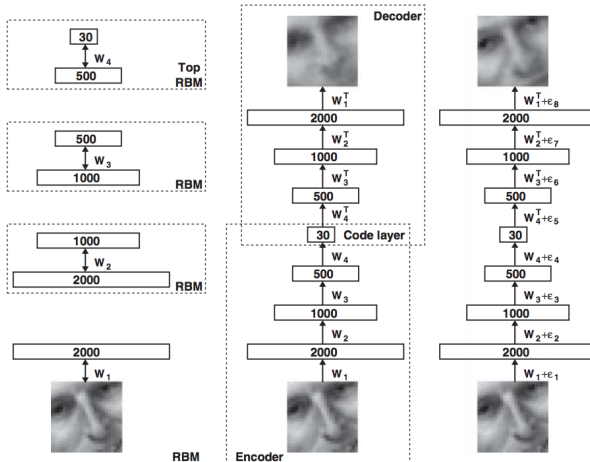 30
W4
500
Top
RBM
500
W3
1000
RBM
1000
W2
2000
RBM
2000
W1
RBM
Decoder
W1T
2000
W2T
1000
W3T
500
W4T
30
Code layer
W4
500
W3
1000
W2
2000
W1
Encoder
W1T+ε8
2000
W2T+ε7
1000
W3T+ε6
500
W4T+ε5
30
W4+ε4
500
W3+ε3
1000
W2+ε2
2000
W1+ε1